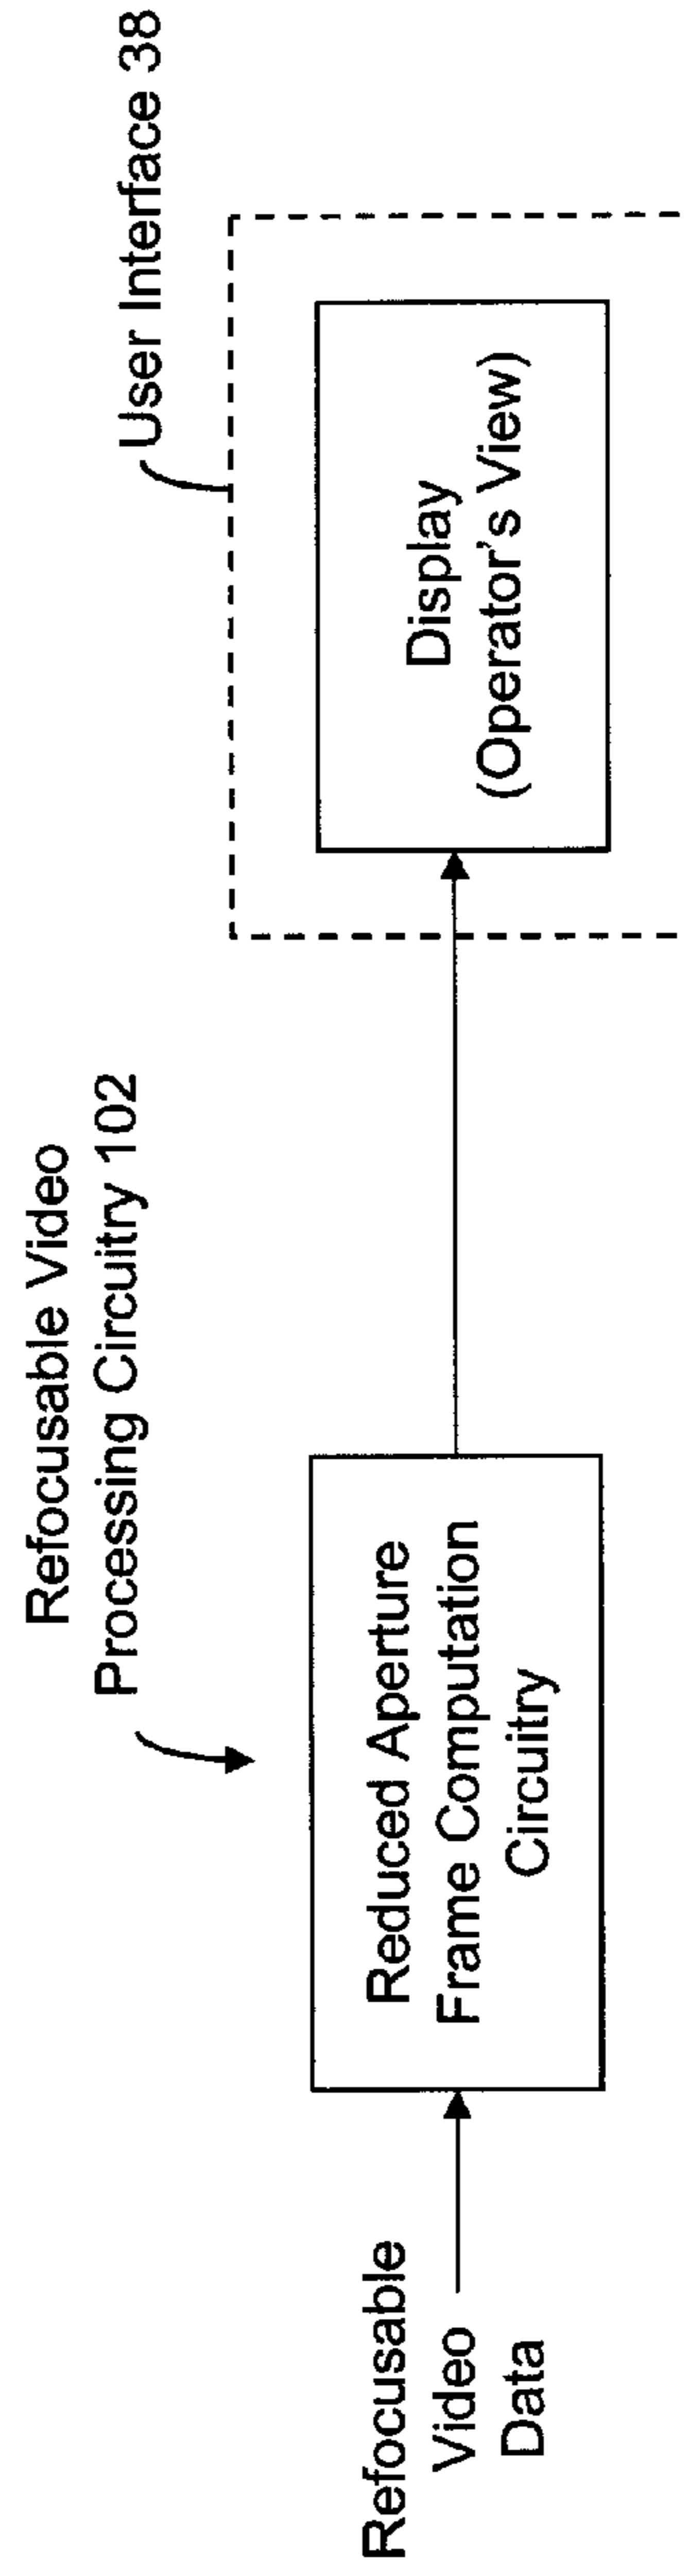 Refocusable Video
Processing Circuitry 102
User Interface 38
Refocusable
Video
Data
Reduced Aperture
Frame Computation
Circuitry
Display
(Operator's View)